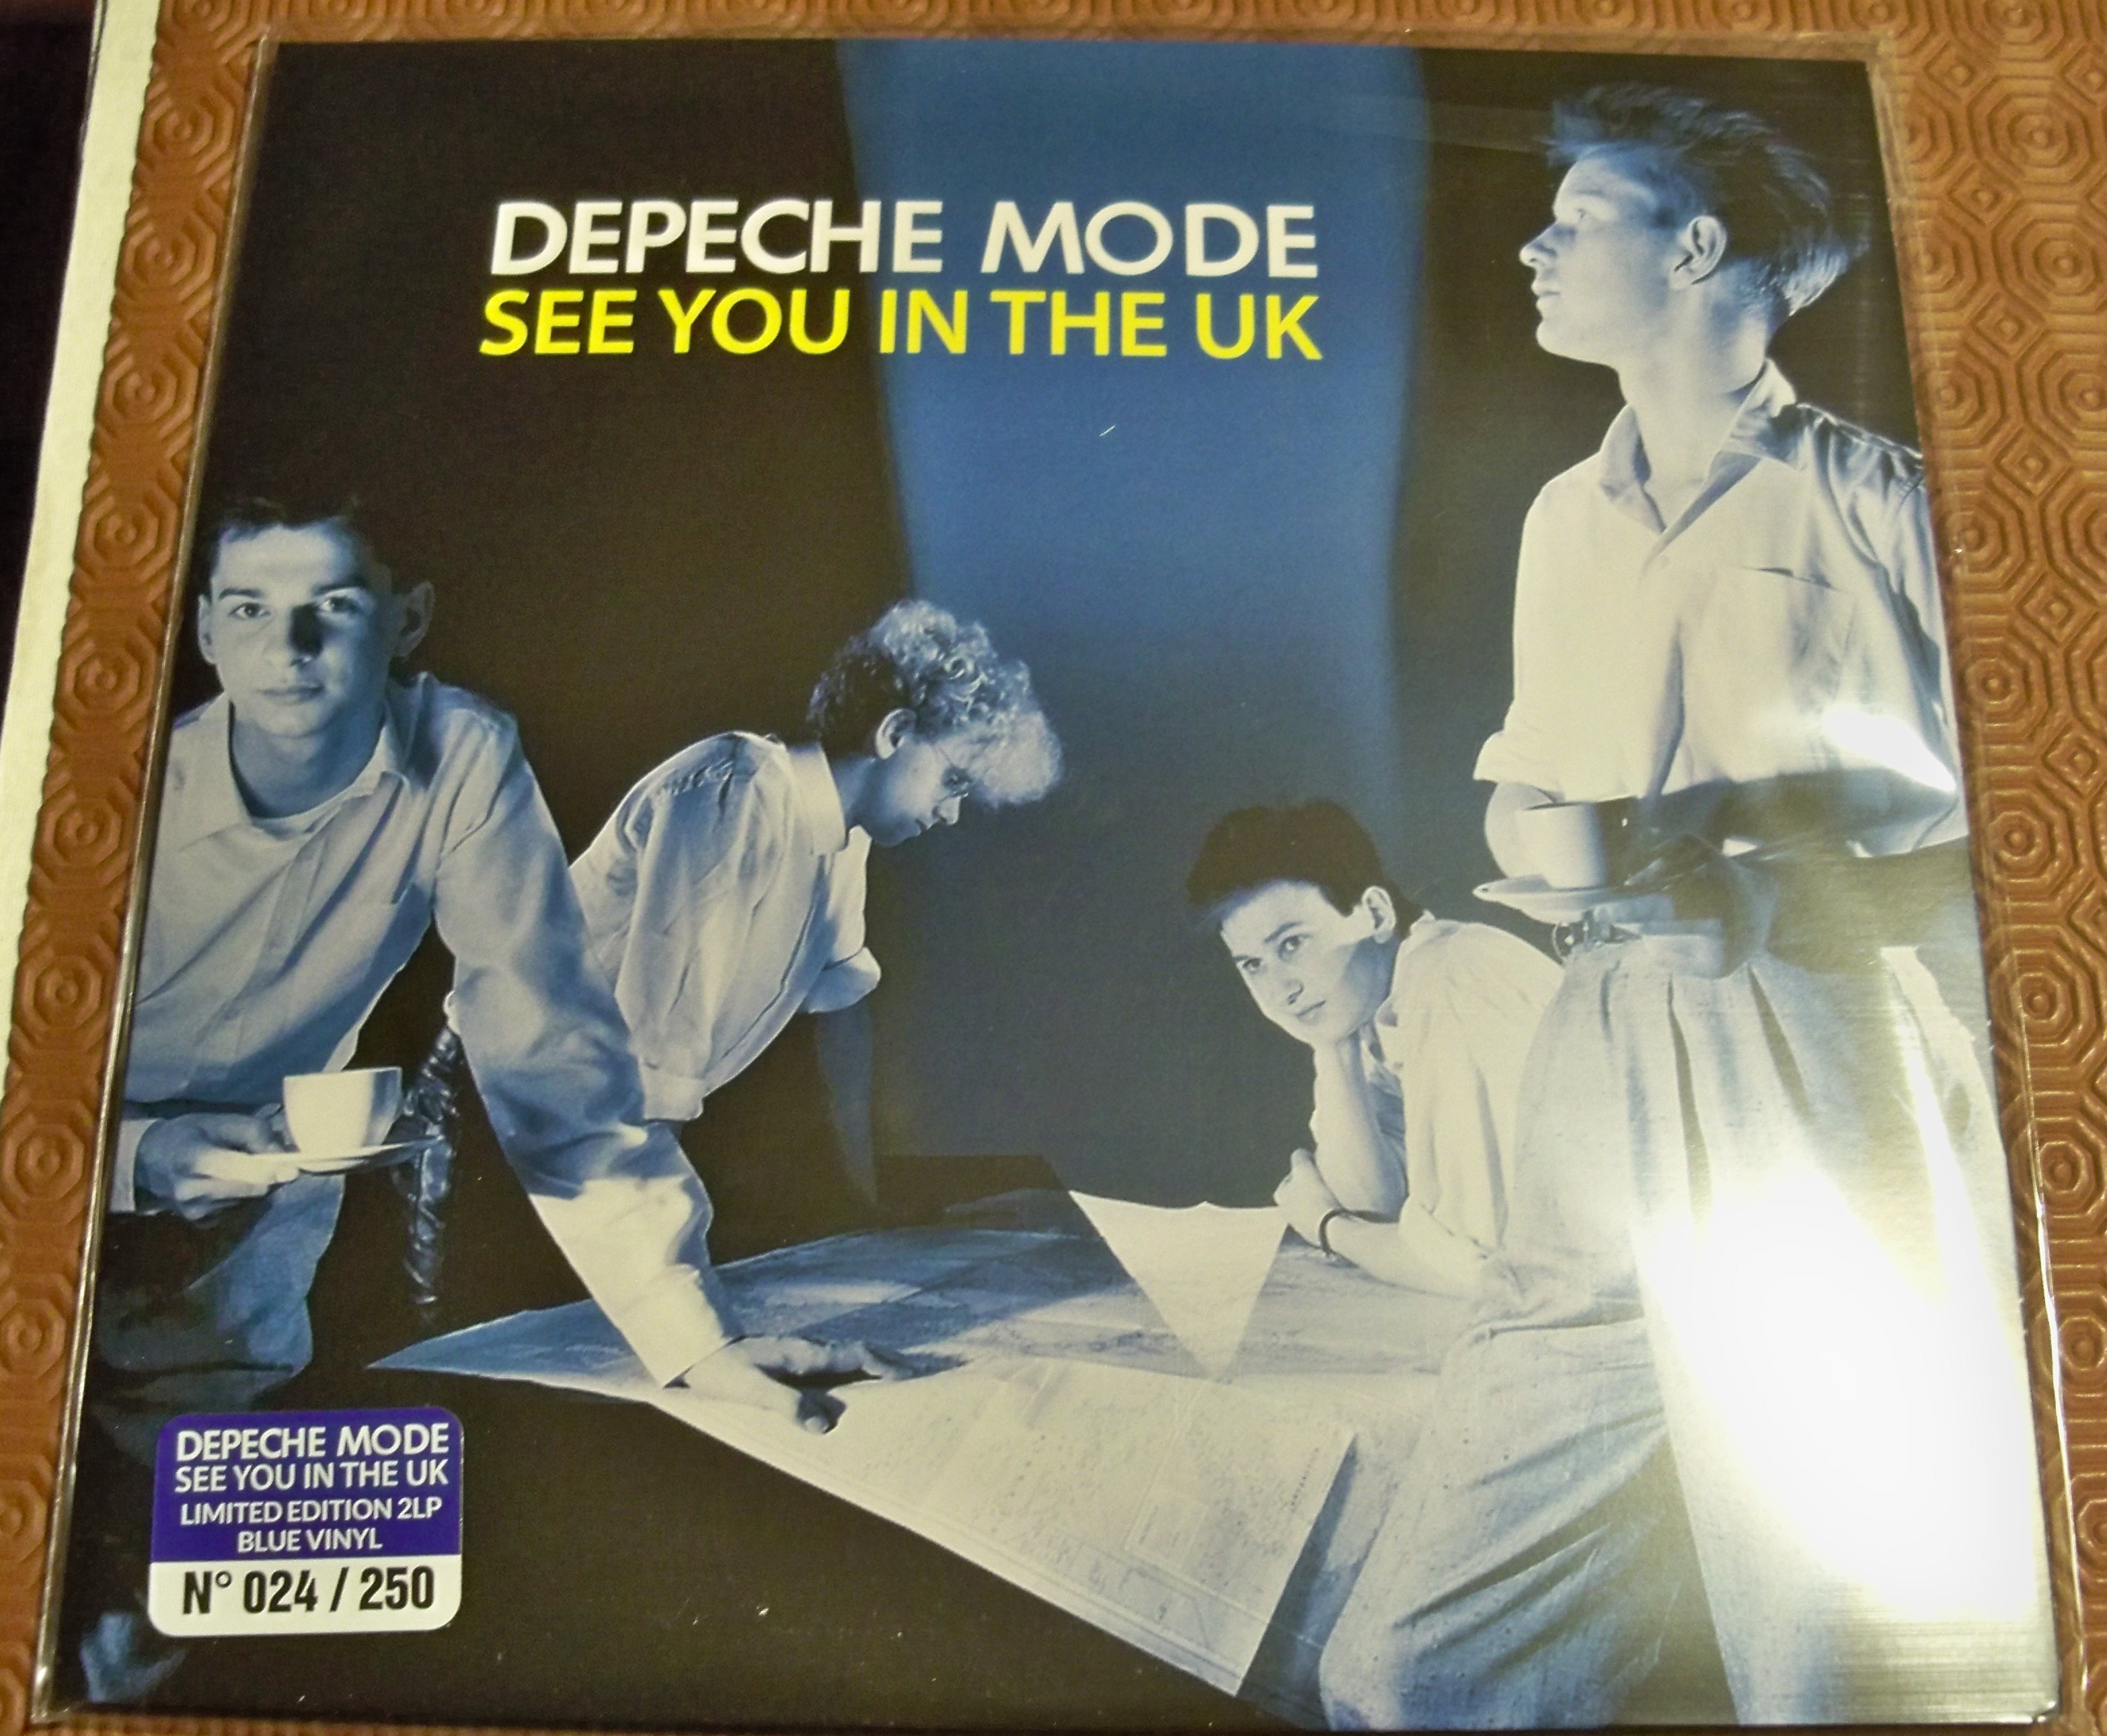 DEPECHE MODE
SEE YOU IN THE UK
DEPECHE MODE
SEE YOU IN THE UK
LIMITED EDITION 2LP
BLUE VINYL
N° 024 / 250